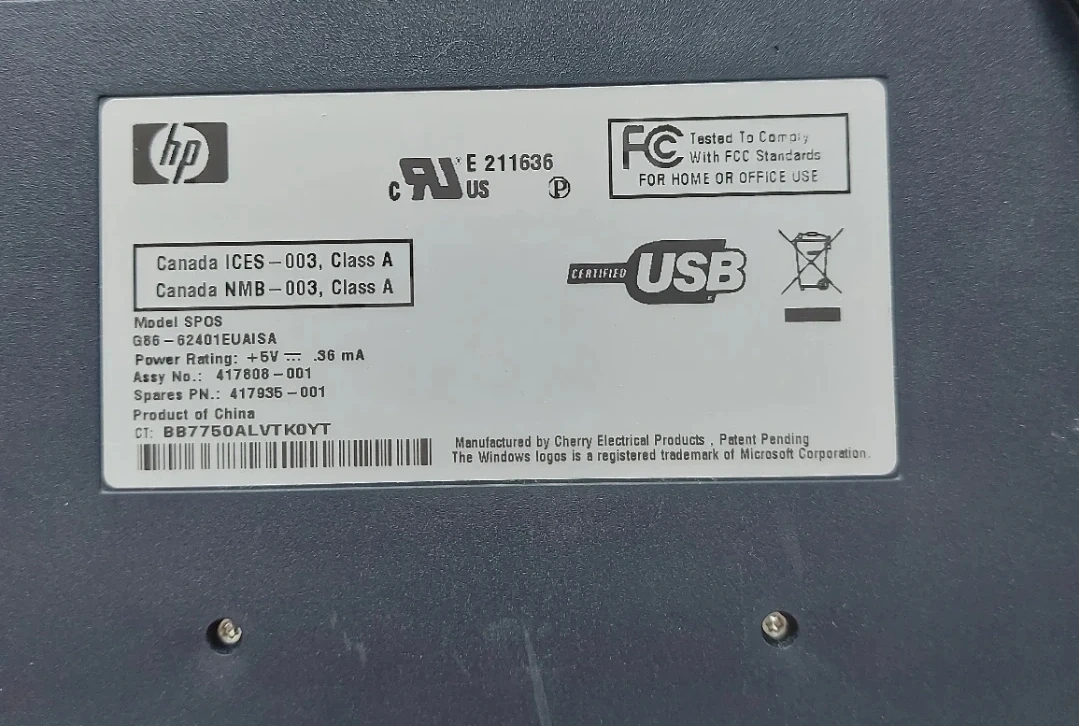 hp
c RU ® US E 211636
P
FC Tested To Comply
With FCC Standards
FOR HOME OR OFFICE USE
Canada ICES-003, Class A
Canada NMB-003, Class A
CERTIFIED USB
Model SPOS
G86-62401EUAISA
Power Rating: +5V ⎓ .36 mA
Assy No.: 417808-001
Spares PN.: 417935-001
Product of China
CT: BB7750ALVTK0YT
Manufactured by Cherry Electrical Products , Patent Pending
The Windows logos is a registered trademark of Microsoft Corporation.